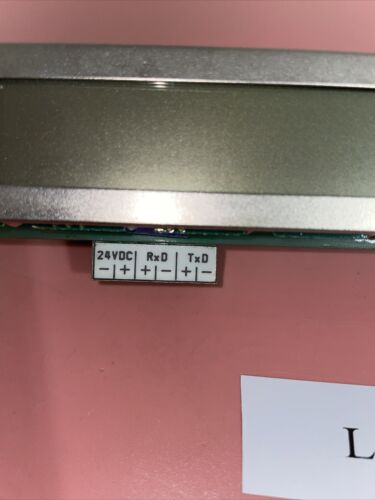 24VDC RxD TxD
- + + - + -
L